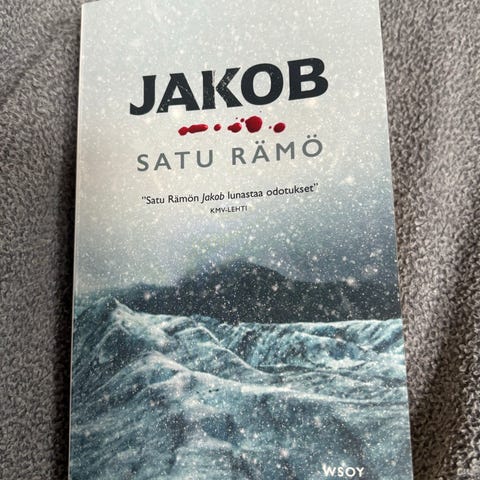 JAKOB
SATU RÄMÖ
”Satu Rämön Jakob lunastaa odotukset”
KMV-LEHTI
WSOY